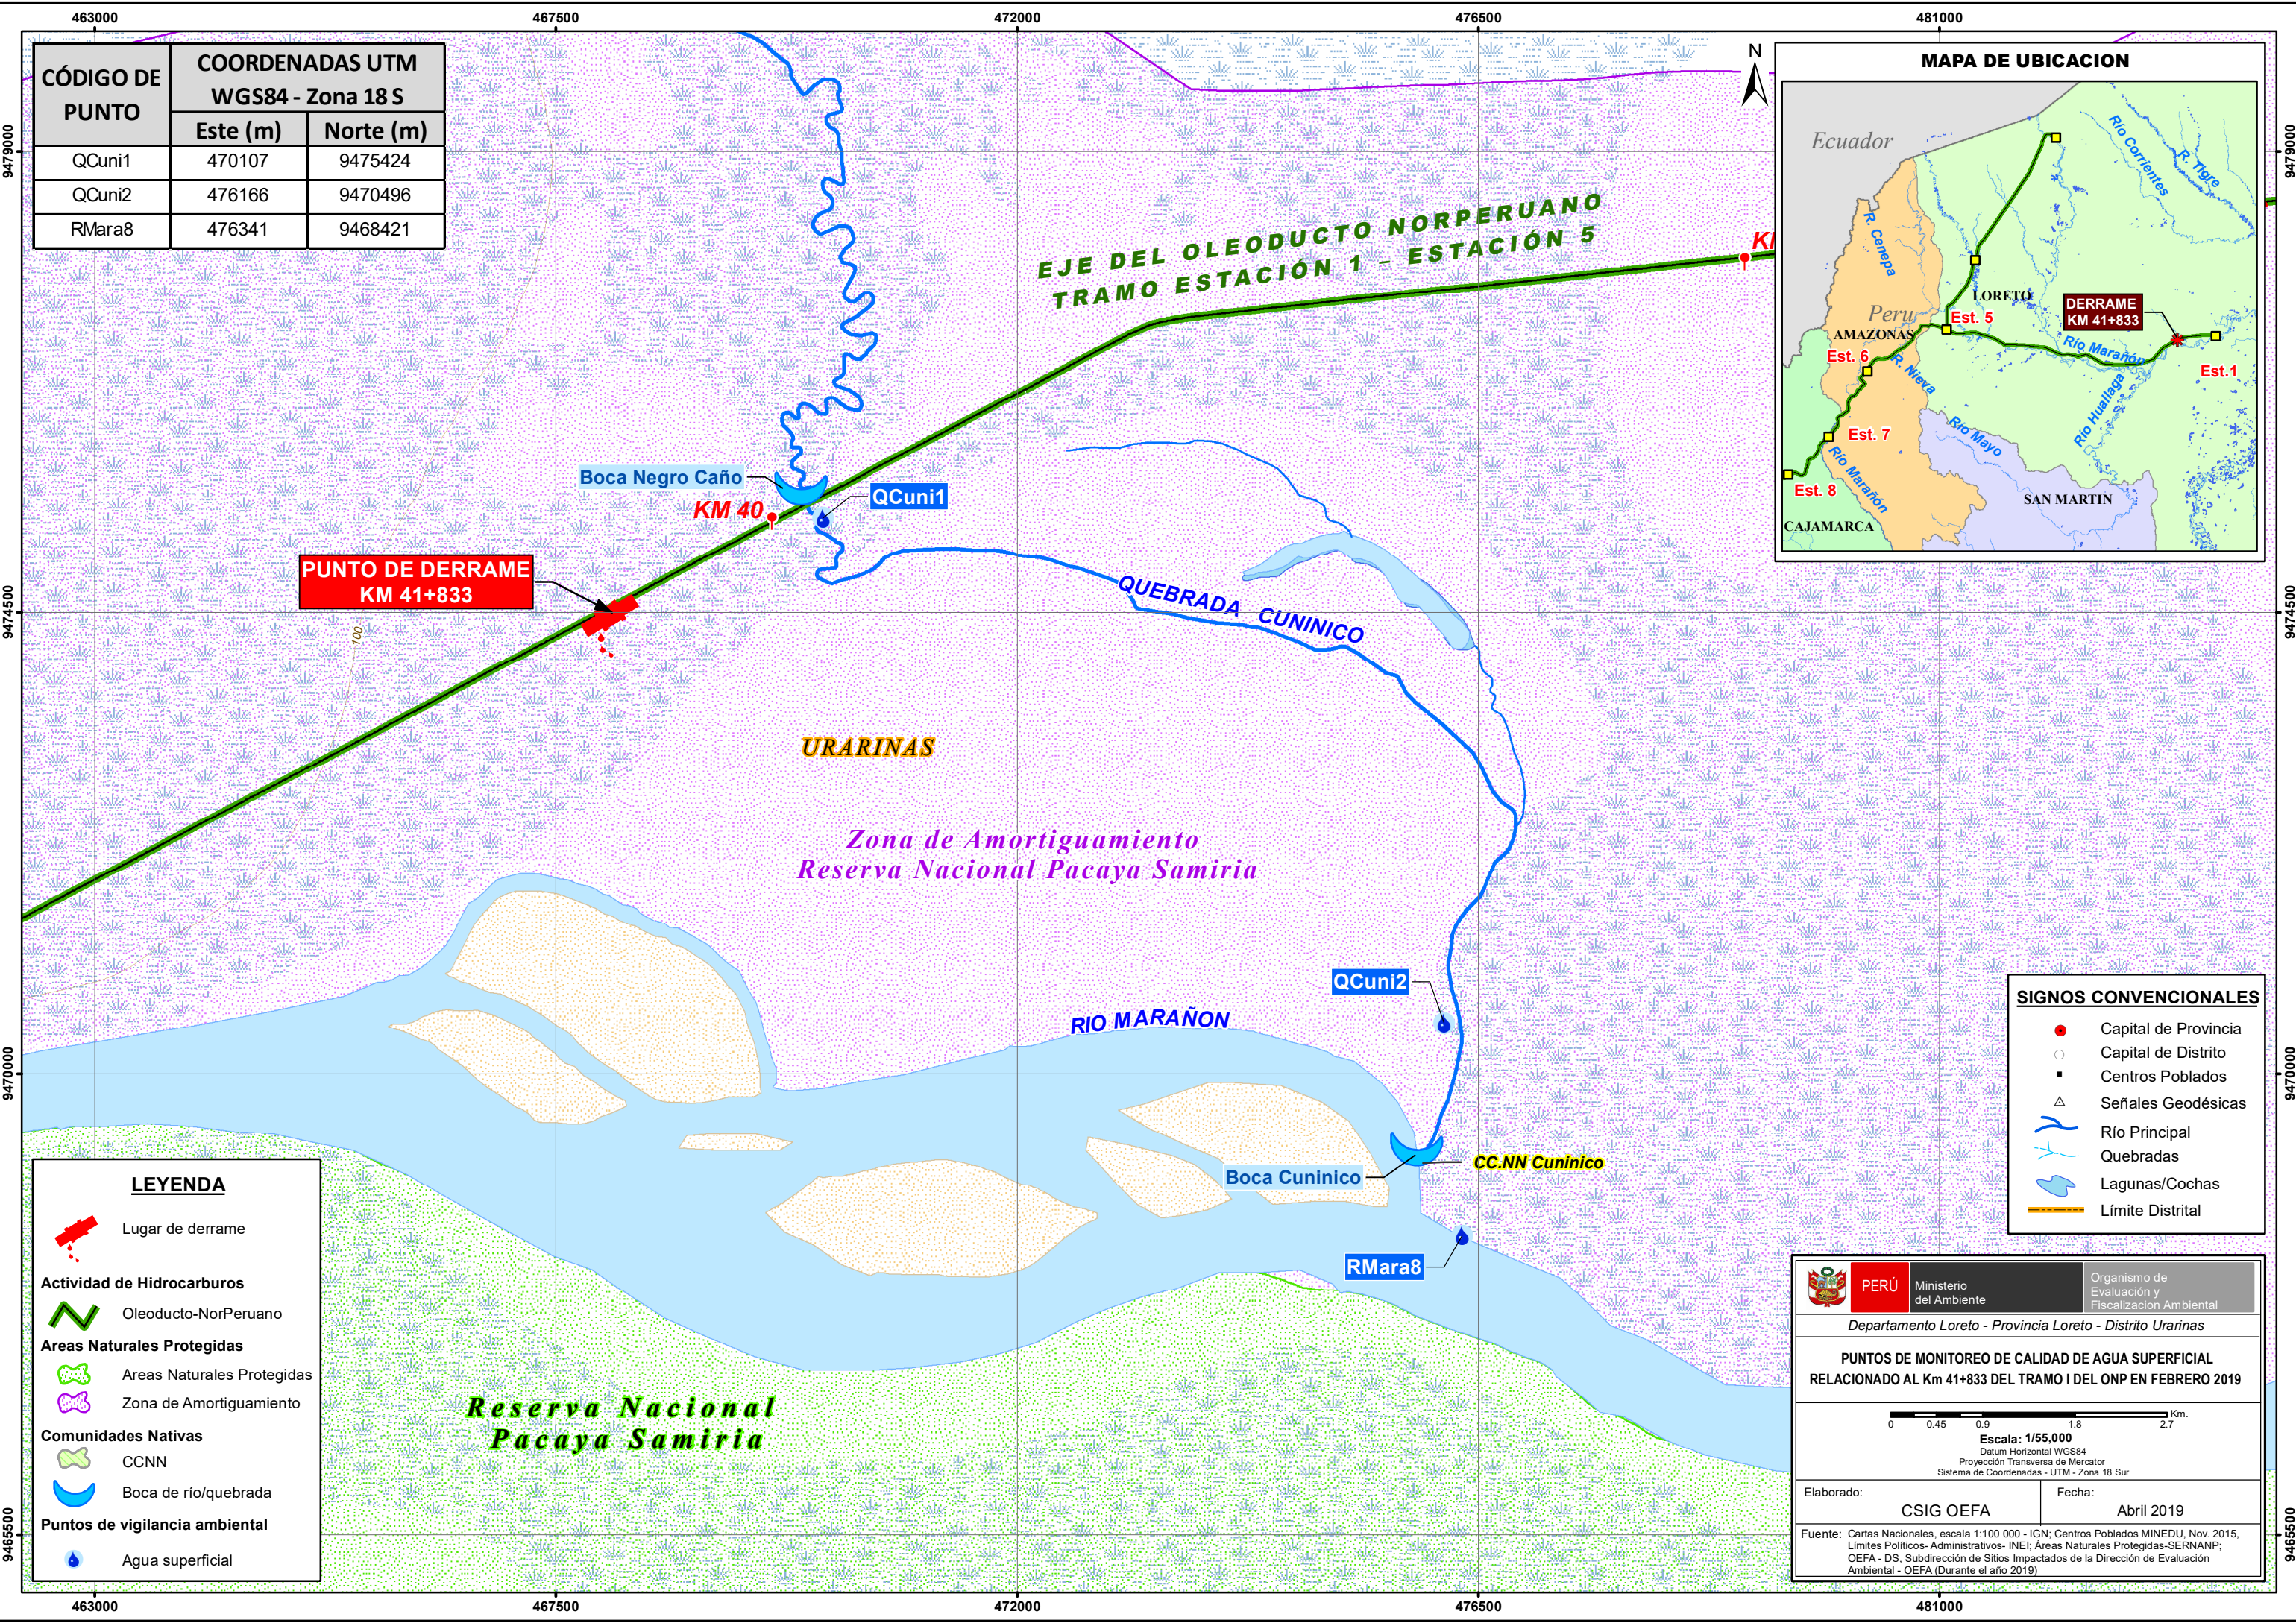 463000
467500
472000
476500
481000
9479000
9474500
9470000
9465500
9479000
9474500
9470000
9465500
463000
467500
472000
476500
481000
CÓDIGO DE PUNTO
COORDENADAS UTM
WGS84 - Zona 18 S
Este (m) Norte (m)
QCuni1 470107 9475424
QCuni2 476166 9470496
RMara8 476341 9468421
N
MAPA DE UBICACION
Ecuador
Río Corrientes
R. Tigre
R. Cenepa
LORETO
Peru
AMAZONAS
Est. 5
DERRAME
KM 41+833
Río Marañón
Est. 6
R. Nieva
Est.1
Río Huallaga
Est. 7
Río Mayo
Río Marañón
Est. 8
SAN MARTIN
CAJAMARCA
EJE DEL OLEODUCTO NORPERUANO
TRAMO ESTACIÓN 1 – ESTACIÓN 5
Boca Negro Caño
QCuni1
KM 40
PUNTO DE DERRAME
KM 41+833
100
QUEBRADA CUNINICO
URARINAS
Zona de Amortiguamiento
Reserva Nacional Pacaya Samiria
QCuni2
RIO MARAÑON
Boca Cuninico
CC.NN Cuninico
RMara8
Reserva Nacional
Pacaya Samiria
LEYENDA
Lugar de derrame
Actividad de Hidrocarburos
Oleoducto-NorPeruano
Areas Naturales Protegidas
Areas Naturales Protegidas
Zona de Amortiguamiento
Comunidades Nativas
CCNN
Boca de río/quebrada
Puntos de vigilancia ambiental
Agua superficial
SIGNOS CONVENCIONALES
Capital de Provincia
Capital de Distrito
Centros Poblados
Señales Geodésicas
Río Principal
Quebradas
Lagunas/Cochas
Límite Distrital
PERÚ
Ministerio
del Ambiente
Organismo de
Evaluación y
Fiscalizacion Ambiental
Departamento Loreto - Provincia Loreto - Distrito Urarinas
PUNTOS DE MONITOREO DE CALIDAD DE AGUA SUPERFICIAL
RELACIONADO AL Km 41+833 DEL TRAMO I DEL ONP EN FEBRERO 2019
0 0.45 0.9 1.8 2.7 Km.
Escala: 1/55,000
Datum Horizontal WGS84
Proyección Transversa de Mercator
Sistema de Coordenadas - UTM - Zona 18 Sur
Elaborado:
CSIG OEFA
Fecha:
Abril 2019
Fuente: Cartas Nacionales, escala 1:100 000 - IGN; Centros Poblados MINEDU, Nov. 2015,
Límites Políticos- Administrativos- INEI; Áreas Naturales Protegidas-SERNANP;
OEFA - DS, Subdirección de Sitios Impactados de la Dirección de Evaluación
Ambiental - OEFA (Durante el año 2019)